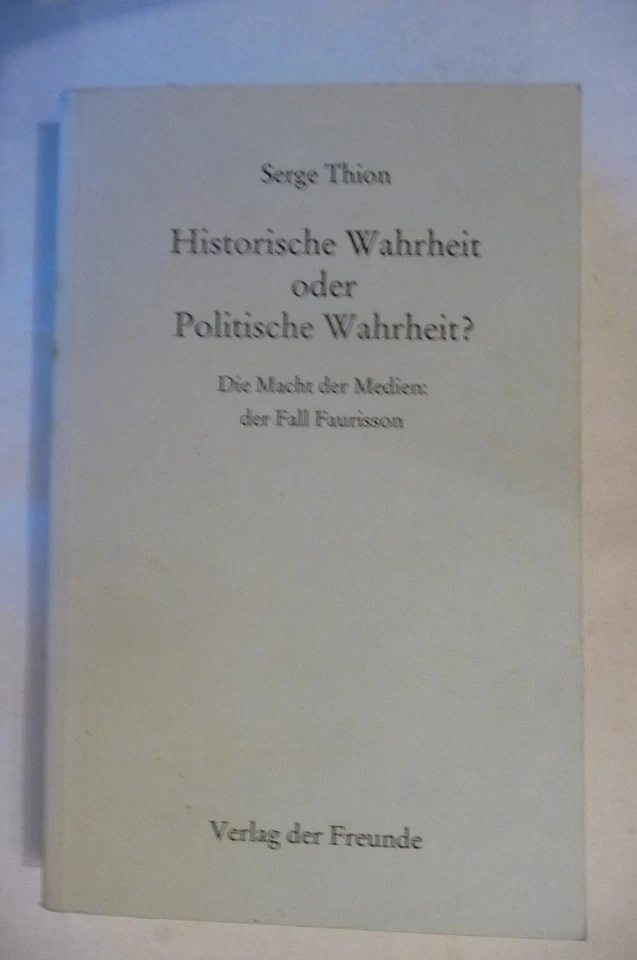 Serge Thion
Historische Wahrheit
oder
Politische Wahrheit?
Die Macht der Medien:
der Fall Faurisson
Verlag der Freunde